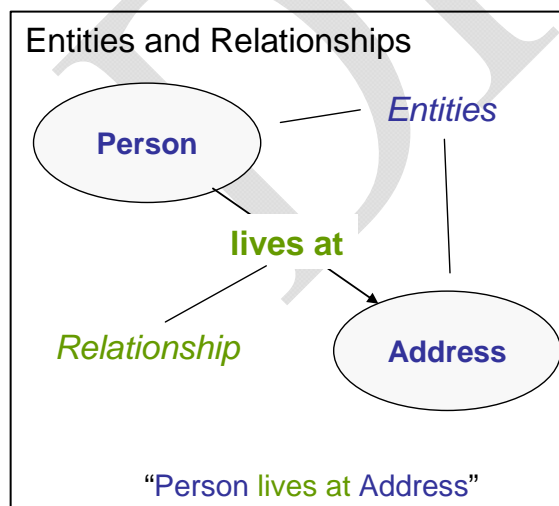 Entities and Relationships
Entities
Person
lives at
Relationship
Address
“Person lives at Address”